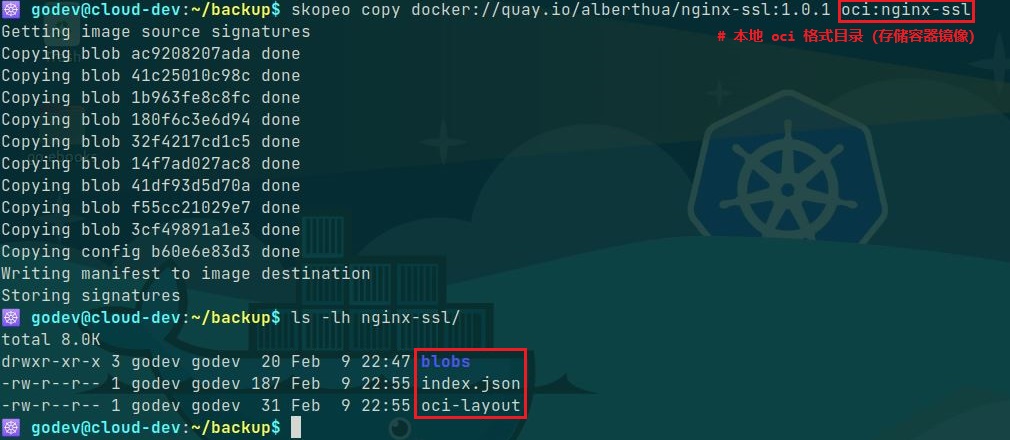 godev@cloud-dev:~/backup$ skopeo copy docker://quay.io/alberthua/nginx-ssl:1.0.1 oci:nginx-ssl
# 本地 oci 格式目录 (存储容器镜像)
Getting image source signatures
Copying blob ac9208207ada done
Copying blob 41c25010c98c done
Copying blob 1b963fe8c8fc done
Copying blob 180f6c3e6d94 done
Copying blob 32f4217cd1c5 done
Copying blob 14f7ad027ac8 done
Copying blob 41df93d5d70a done
Copying blob f55cc21029e7 done
Copying blob 3cf49891a1e3 done
Copying config b60e6e83d3 done
Writing manifest to image destination
Storing signatures
godev@cloud-dev:~/backup$ ls -lh nginx-ssl/
total 8.0K
drwxr-xr-x 3 godev godev  20 Feb  9 22:47 blobs
-rw-r--r-- 1 godev godev 187 Feb  9 22:55 index.json
-rw-r--r-- 1 godev godev  31 Feb  9 22:55 oci-layout
godev@cloud-dev:~/backup$